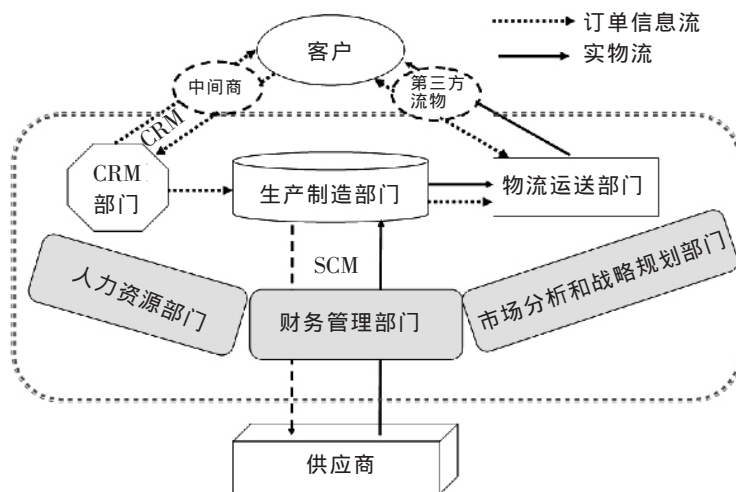 客户
订单信息流
实物流
中间商
第三方
流物
CRM
CRM
部门
生产制造部门
物流运送部门
SCM
人力资源部门
财务管理部门
市场分析和战略规划部门
供应商